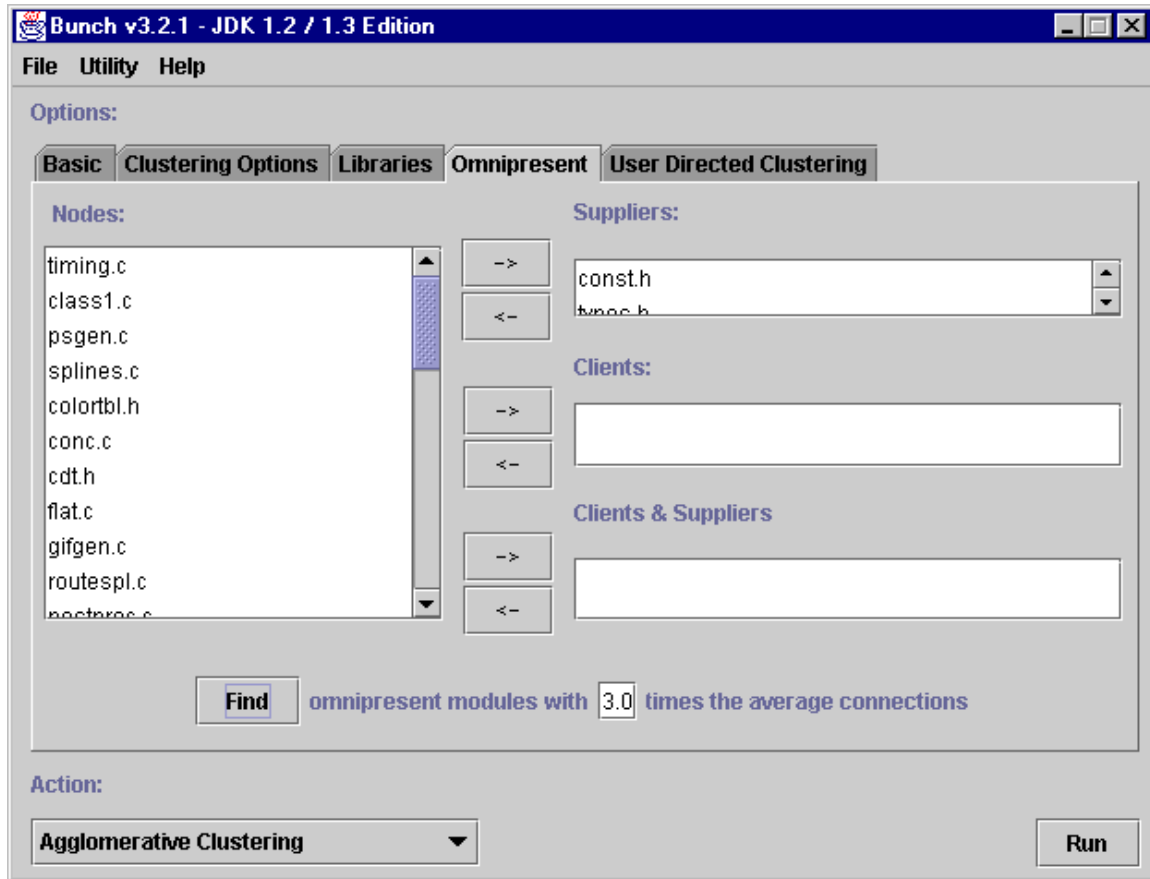 Bunch v3.2.1 - JDK 1.2 / 1.3 Edition
File Utility Help
Options:
Basic Clustering Options Libraries Omnipresent User Directed Clustering
Nodes:
timing.c
class1.c
psgen.c
splines.c
colortbl.h
conc.c
cdt.h
flat.c
gifgen.c
routespl.c
postproc.c
->
<-
->
<-
->
<-
Suppliers:
const.h
types.h
Clients:
Clients & Suppliers
Find omnipresent modules with 3.0 times the average connections
Action:
Agglomerative Clustering
Run